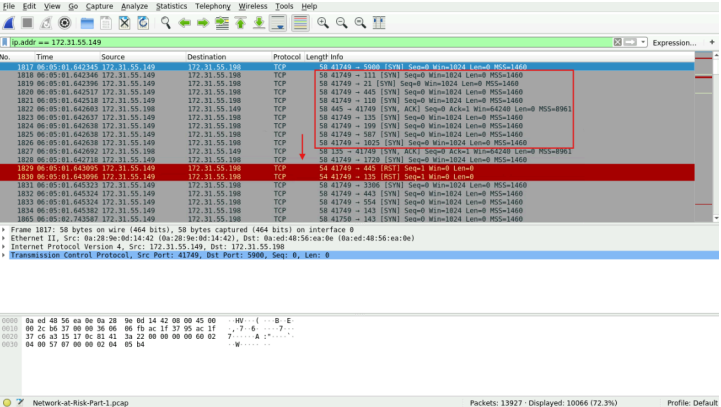 File Edit View Go Capture Analyze Statistics Telephony Wireless Tools Help
ip.addr == 172.31.55.149 Expression... +
No. Time Source Destination Protocol Length Info
1817 06:05:01.642345 172.31.55.149 172.31.55.198 TCP 58 41749 → 5900 [SYN] Seq=0 Win=1024 Len=0 MSS=1460
1818 06:05:01.642346 172.31.55.149 172.31.55.198 TCP 58 41749 → 111 [SYN] Seq=0 Win=1024 Len=0 MSS=1460
1819 06:05:01.642396 172.31.55.149 172.31.55.198 TCP 58 41749 → 21 [SYN] Seq=0 Win=1024 Len=0 MSS=1460
1820 06:05:01.642517 172.31.55.149 172.31.55.198 TCP 58 41749 → 445 [SYN] Seq=0 Win=1024 Len=0 MSS=1460
1821 06:05:01.642518 172.31.55.149 172.31.55.198 TCP 58 41749 → 110 [SYN] Seq=0 Win=1024 Len=0 MSS=1460
1822 06:05:01.642603 172.31.55.149 172.31.55.198 TCP 58 445 → 41749 [SYN, ACK] Seq=0 Ack=1 Win=64240 Len=0 MSS=8961
1823 06:05:01.642637 172.31.55.149 172.31.55.198 TCP 58 41749 → 135 [SYN] Seq=0 Win=1024 Len=0 MSS=1460
1824 06:05:01.642638 172.31.55.149 172.31.55.198 TCP 58 41749 → 199 [SYN] Seq=0 Win=1024 Len=0 MSS=1460
1825 06:05:01.642638 172.31.55.149 172.31.55.198 TCP 58 41749 → 587 [SYN] Seq=0 Win=1024 Len=0 MSS=1460
1826 06:05:01.642638 172.31.55.149 172.31.55.198 TCP 58 41749 → 1025 [SYN] Seq=0 Win=1024 Len=0 MSS=1460
1827 06:05:01.642692 172.31.55.149 172.31.55.198 TCP 58 135 → 41749 [SYN, ACK] Seq=0 Ack=1 Win=64240 Len=0 MSS=8961
1828 06:05:01.642718 172.31.55.149 172.31.55.198 TCP 58 41749 → 1720 [SYN] Seq=0 Win=1024 Len=0 MSS=1460
1829 06:05:01.643095 172.31.55.149 172.31.55.198 TCP 54 41749 → 445 [RST] Seq=1 Win=0 Len=0
1830 06:05:01.643096 172.31.55.149 172.31.55.198 TCP 54 41749 → 135 [RST] Seq=1 Win=0 Len=0
1831 06:05:01.645323 172.31.55.149 172.31.55.198 TCP 58 41749 → 3306 [SYN] Seq=0 Win=1024 Len=0 MSS=1460
1832 06:05:01.645324 172.31.55.149 172.31.55.198 TCP 58 41749 → 443 [SYN] Seq=0 Win=1024 Len=0 MSS=1460
1833 06:05:01.645324 172.31.55.149 172.31.55.198 TCP 58 41749 → 554 [SYN] Seq=0 Win=1024 Len=0 MSS=1460
1834 06:05:01.645382 172.31.55.149 172.31.55.198 TCP 58 41749 → 143 [SYN] Seq=0 Win=1024 Len=0 MSS=1460
1865 06:05:02.743587 172.31.55.149 172.31.55.198 TCP 58 41750 → 143 [SYN] Seq=0 Win=1024 Len=0 MSS=1460
Frame 1817: 58 bytes on wire (464 bits), 58 bytes captured (464 bits) on interface 0
Ethernet II, Src: 0a:28:9e:0d:14:42 (0a:28:9e:0d:14:42), Dst: 0a:ed:48:56:ea:0e (0a:ed:48:56:ea:0e)
Internet Protocol Version 4, Src: 172.31.55.149, Dst: 172.31.55.198
Transmission Control Protocol, Src Port: 41749, Dst Port: 5900, Seq: 0, Len: 0
0000 0a ed 48 56 ea 0e 0a 28 9e 0d 14 42 08 00 45 00 ··HV···( ···B··E·
0010 00 2c b6 37 00 00 36 06 06 fb ac 1f 37 95 ac 1f ·,·7··6· ····7···
0020 37 c6 a3 15 17 0c 81 41 3a 22 00 00 00 00 60 02 7······A :"····`·
0030 04 00 57 07 00 00 02 04 05 b4 ··W····· ··
Network-at-Risk-Part-1.pcap Packets: 13927 · Displayed: 10066 (72.3%) Profile: Default